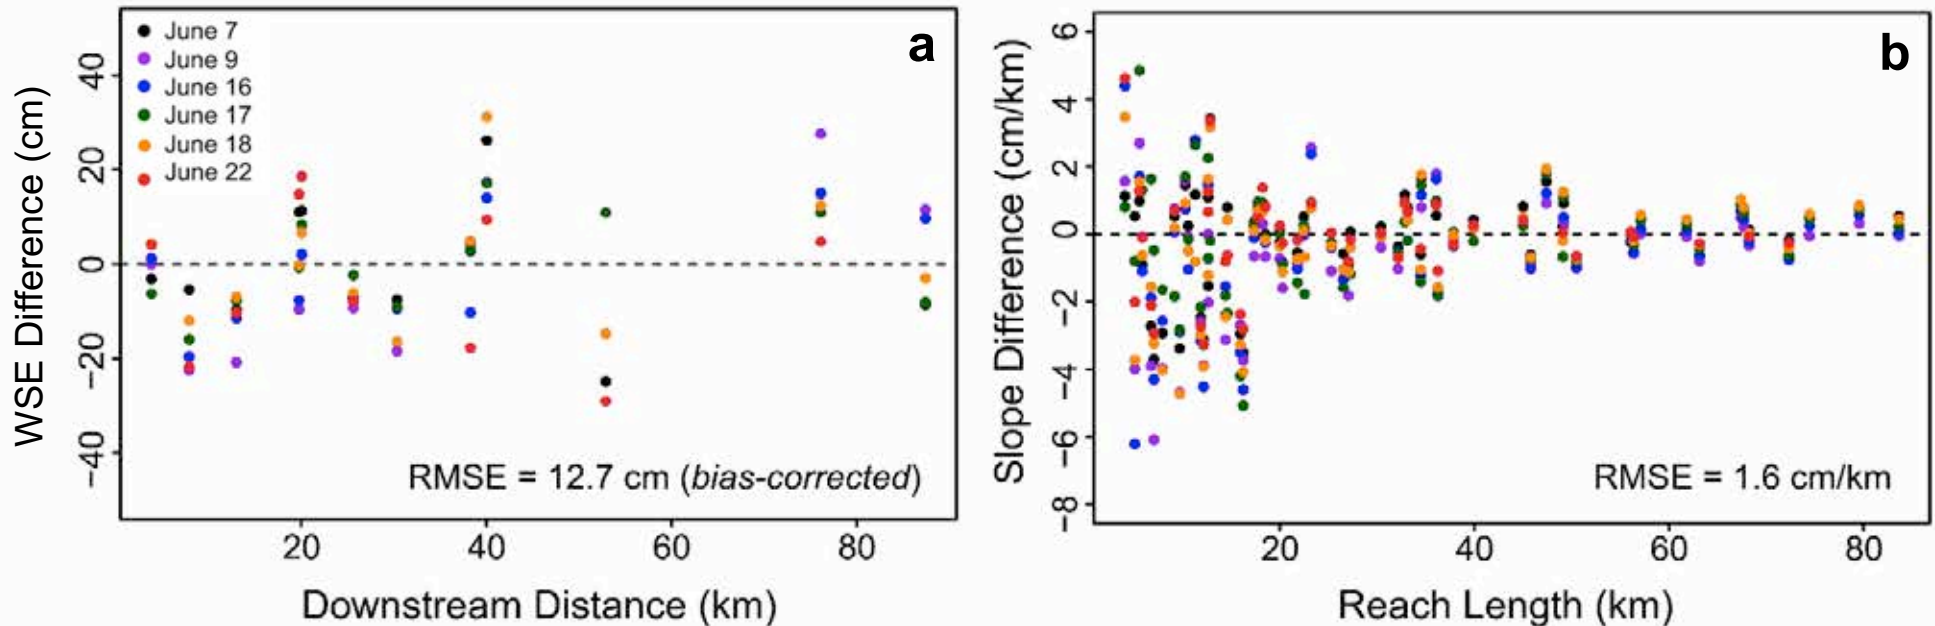 a
June 7
June 9
June 16
June 17
June 18
June 22
WSE Difference (cm)
40
20
0
−20
−40
RMSE = 12.7 cm (bias-corrected)
20 40 60 80
Downstream Distance (km)
b
Slope Difference (cm/km)
6
4
2
0
−2
−4
−6
−8
RMSE = 1.6 cm/km
20 40 60 80
Reach Length (km)